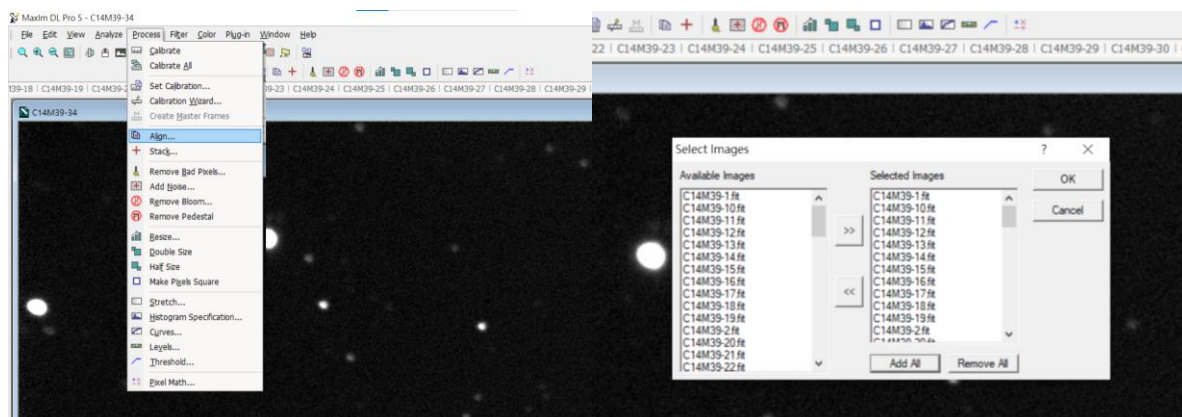 MaxIm DL Pro 5 - C14M39-34
File Edit View Analyze Process Filter Color Plug-in Window Help
M39-18 | C14M39-19 | C14M39-2
39-23 | C14M39-24 | C14M39-25 | C14M39-26 | C14M39-27 | C14M39-28 | C14M39-29 |
C14M39-34
Calibrate
Calibrate All
Set Calibration...
Calibration Wizard...
Create Master Frames
Align...
Stack...
Remove Bad Pixels...
Add Noise...
Remove Bloom...
Remove Pedestal
Resize...
Double Size
Half Size
Make Pixels Square
Stretch...
Histogram Specification...
Curves...
Levels...
Threshold...
Pixel Math...
22 | C14M39-23 | C14M39-24 | C14M39-25 | C14M39-26 | C14M39-27 | C14M39-28 | C14M39-29 | C14M39-30 |
Select Images
?
Available Images
C14M39-1.fit
C14M39-10.fit
C14M39-11.fit
C14M39-12.fit
C14M39-13.fit
C14M39-14.fit
C14M39-15.fit
C14M39-16.fit
C14M39-17.fit
C14M39-18.fit
C14M39-19.fit
C14M39-2.fit
C14M39-20.fit
C14M39-21.fit
C14M39-22.fit
>>
<<
Selected Images
C14M39-1.fit
C14M39-10.fit
C14M39-11.fit
C14M39-12.fit
C14M39-13.fit
C14M39-14.fit
C14M39-15.fit
C14M39-16.fit
C14M39-17.fit
C14M39-18.fit
C14M39-19.fit
C14M39-2.fit
C14M39-20.fit
Add All
Remove All
OK
Cancel